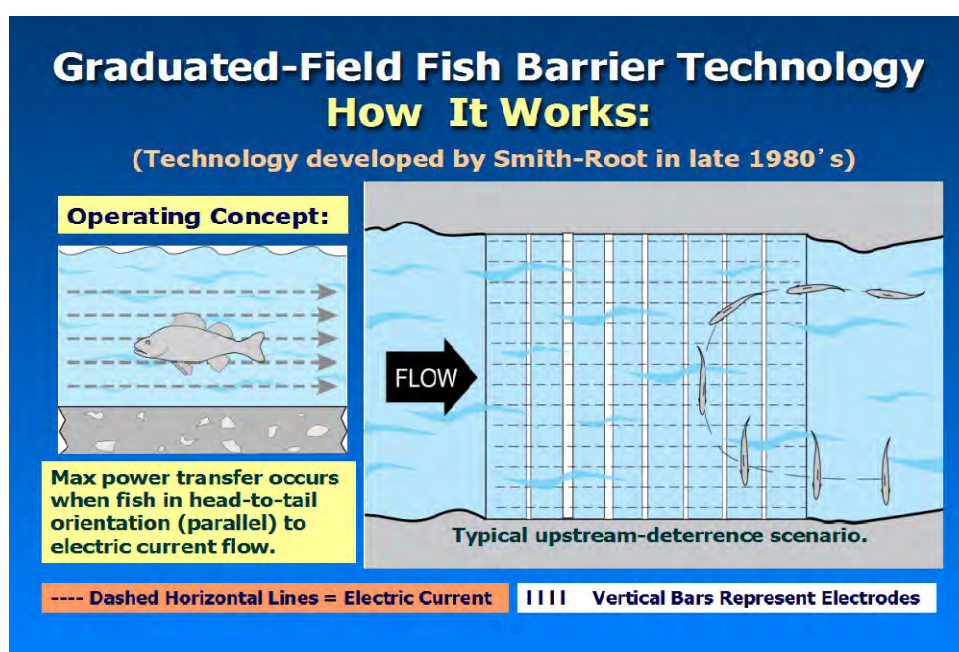 Graduated-Field Fish Barrier Technology
How It Works:
(Technology developed by Smith-Root in late 1980's)
Operating Concept:
FLOW
Max power transfer occurs
when fish in head-to-tail
orientation (parallel) to
electric current flow.
Typical upstream-deterrence scenario.
---- Dashed Horizontal Lines = Electric Current
IIII Vertical Bars Represent Electrodes